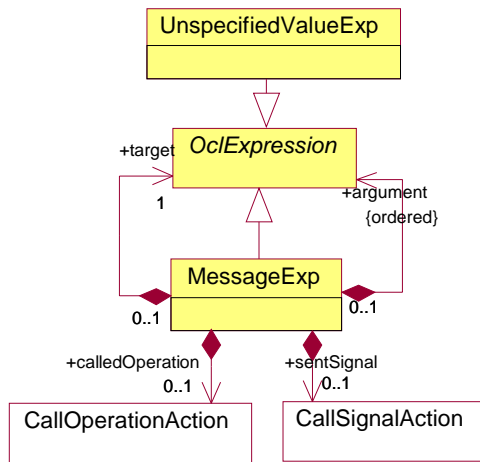 UnspecifiedValueExp
OclExpression
+target
1
+argument
{ordered}
MessageExp
0..1
0..1
+calledOperation
+sentSignal
0..1
0..1
CallOperationAction
CallSignalAction